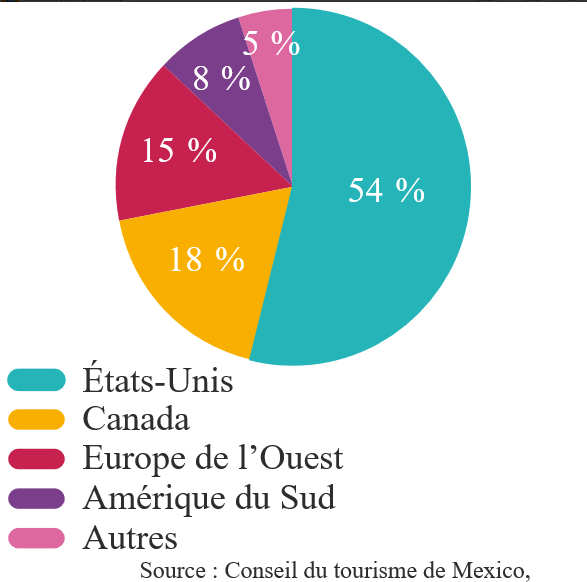 5 %
8 %
15 %
54 %
18 %
États-Unis
Canada
Europe de l’Ouest
Amérique du Sud
Autres
Source : Conseil du tourisme de Mexico,